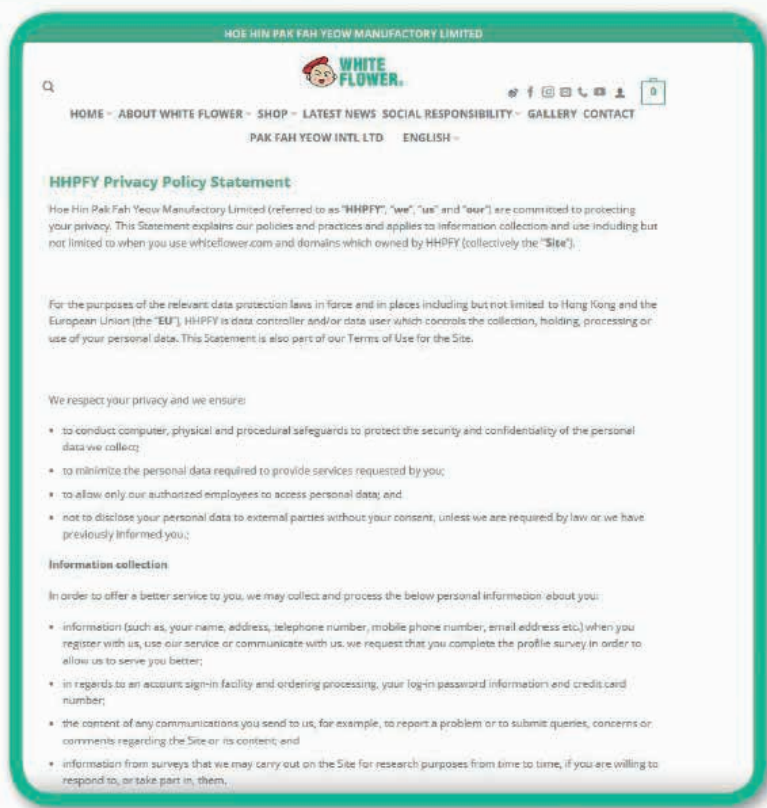 HOE HIN PAK FAH YEOW MANUFACTORY LIMITED
WHITE
FLOWER.
0
HOME ABOUT WHITE FLOWER SHOP LATEST NEWS SOCIAL RESPONSIBILITY GALLERY CONTACT
PAK FAH YEOW INTL LTD ENGLISH
HHPFY Privacy Policy Statement
Hoe Hin Pak Fah Yeow Manufactory Limited (referred to as "HHPFY", "we", "us" and "our") are committed to protecting
your privacy. This Statement explains our policies and practices and applies to information collection and use including but
not limited to when you use whiteflower.com and domains which owned by HHPFY (collectively the "Site").
For the purposes of the relevant data protection laws in force and in places including but not limited to Hong Kong and the
European Union (the "EU"), HHPFY is data controller and/or data user which controls the collection, holding, processing or
use of your personal data. This Statement is also part of our Terms of Use for the Site.
We respect your privacy and we ensure:
• to conduct computer, physical and procedural safeguards to protect the security and confidentiality of the personal
data we collect;
• to minimize the personal data required to provide services requested by you;
• to allow only our authorized employees to access personal data; and
• not to disclose your personal data to external parties without your consent, unless we are required by law or we have
previously informed you.;
Information collection
In order to offer a better service to you, we may collect and process the below personal information about you:
• information (such as, your name, address, telephone number, mobile phone number, email address etc.) when you
register with us, use our service or communicate with us. we request that you complete the profile survey in order to
allow us to serve you better;
• in regards to an account sign-in facility and ordering processing, your log-in password information and credit card
number;
• the content of any communications you send to us, for example, to report a problem or to submit queries, concerns or
comments regarding the Site or its content; and
• information from surveys that we may carry out on the Site for research purposes from time to time, if you are willing to
respond to, or take part in, them.